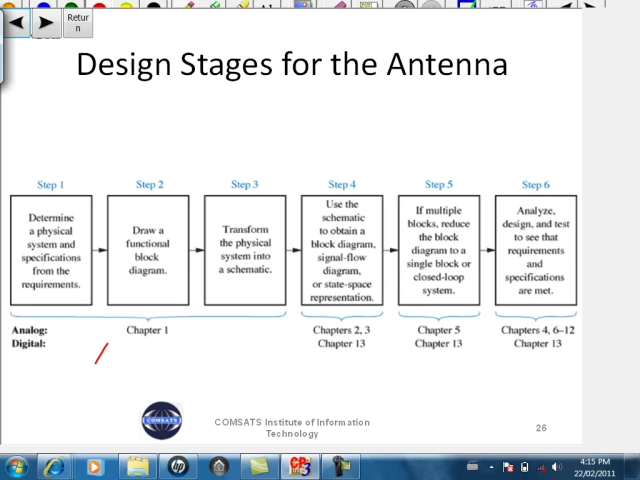 Retur
n
Design Stages for the Antenna
Step 1
Step 2
Step 3
Step 4
Step 5
Step 6
Determine
a physical
system and
specifications
from the
requirements.
Draw a
functional
block
diagram.
Transform
the physical
system into
a schematic.
Use the
schematic
to obtain a
block diagram,
signal-flow
diagram,
or state-space
representation.
If multiple
blocks, reduce
the block
diagram to a
single block or
closed-loop
system.
Analyze,
design, and test
to see that
requirements
and
specifications
are met.
Analog: Chapter 1 Chapters 2, 3 Chapter 5 Chapters 4, 6–12
Digital: Chapter 13 Chapter 13 Chapter 13
COMSATS
COMSATS Institute of Information
Technology
26
4:15 PM
22/02/2011